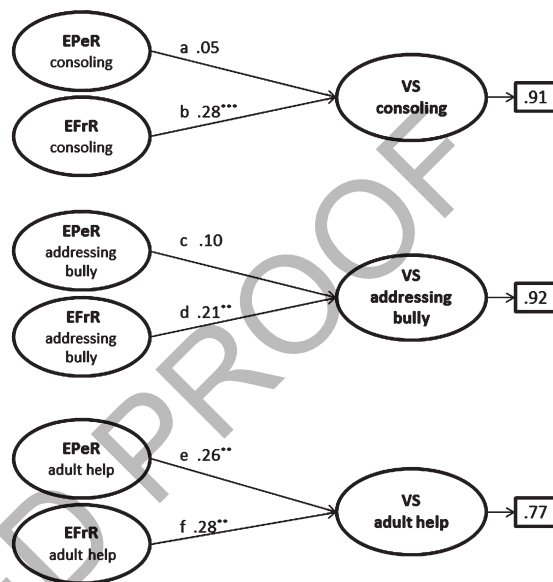 EPeR
consoling
a .05
EFrR
consoling
b .28***
VS
consoling
.91
EPeR
addressing
bully
c .10
EFrR
addressing
bully
d .21**
VS
addressing
bully
.92
EPeR
adult help
e .26**
EFrR
adult help
f .28**
VS
adult help
.77
D PROOF